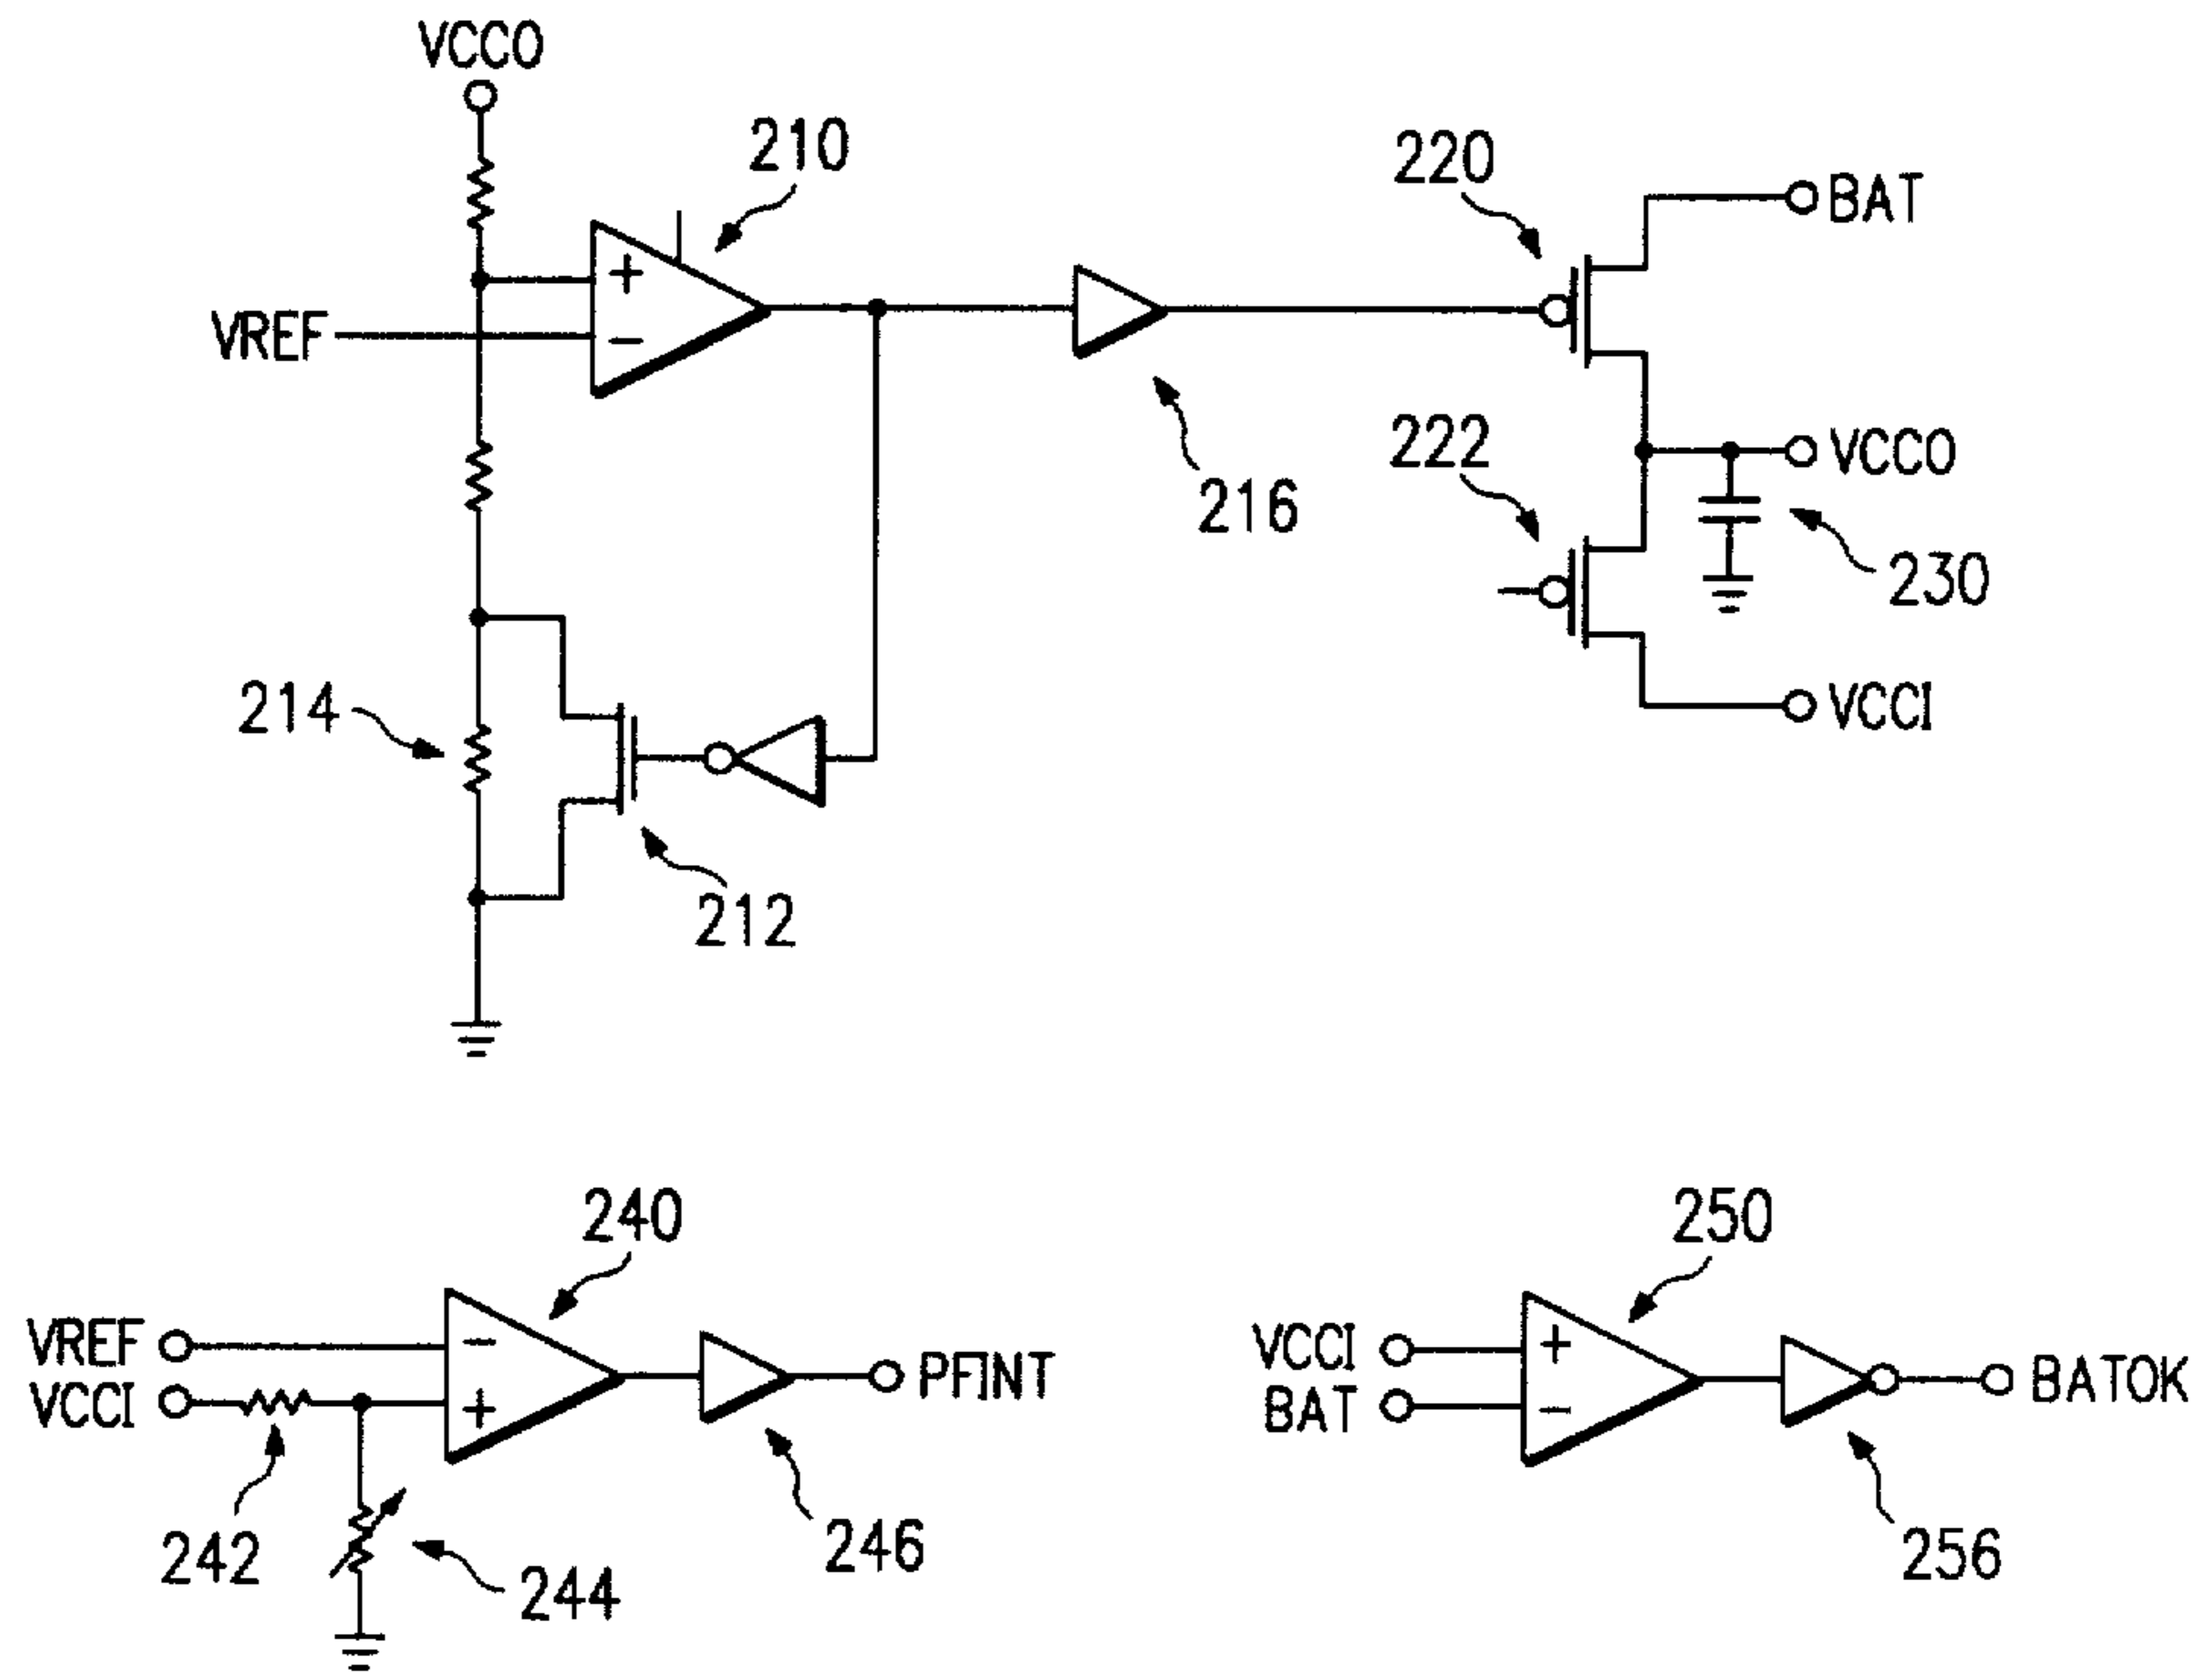 VCCO
210
+
−
VREF
216
220
BAT
222
VCCO
230
VCCI
214
212
240
VREF
−
VCCI
+
PFINT
242
244
246
250
VCCI
+
BAT
−
BATOK
256